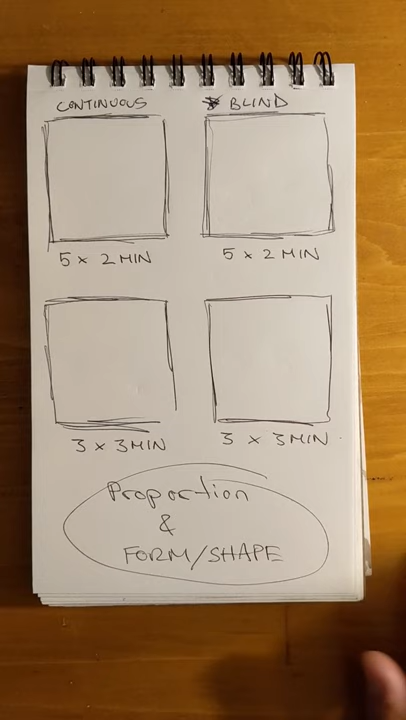 CONTINUOUS
BLIND
5 x 2 MIN
5 x 2 MIN
3 x 3MIN
3 x 3MIN
Proportion
&
FORM/SHAPE